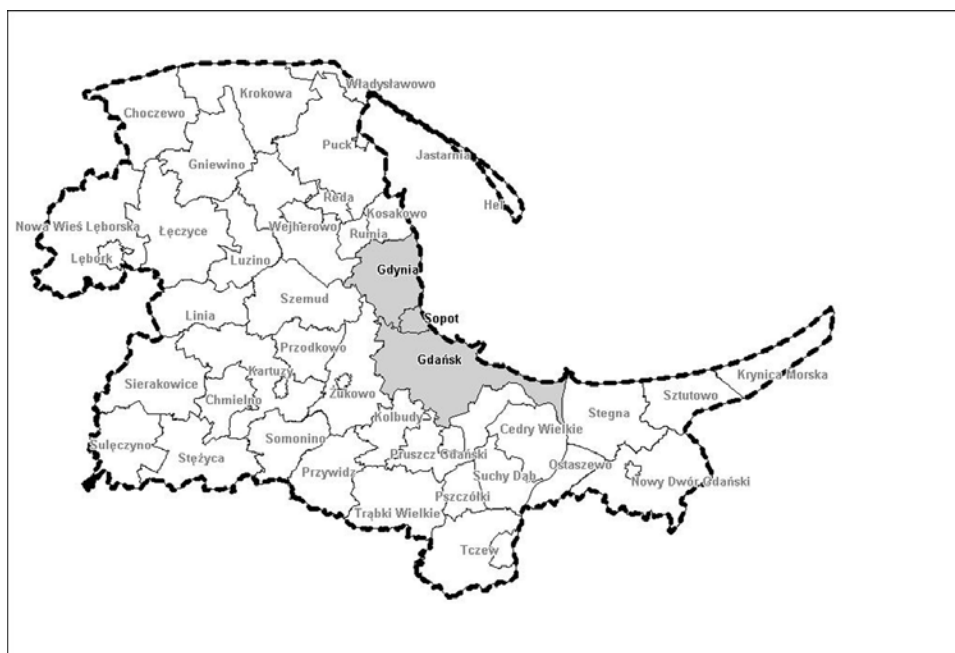 Władysławowo
Krokowa
Choczewo
Puck
Jastarnia
Gniewino
Reda
Hel
Kosakowo
Nowa Wieś Lęborska
Łęczyce
Wejherowo
Rumia
Lębork
Luzino
Gdynia
Szemud
Linia
Sopot
Przodkowo
Gdańsk
Kartuzy
Krynica Morska
Sierakowice
Żukowo
Sztutowo
Chmielno
Kolbudy
Stegna
Cedry Wielkie
Sulęczyno
Somonino
Stężyca
Pruszcz Gdański
Ostaszewo
Przywidz
Suchy Dąb
Nowy Dwór Gdański
Pszczółki
Trąbki Wielkie
Tczew